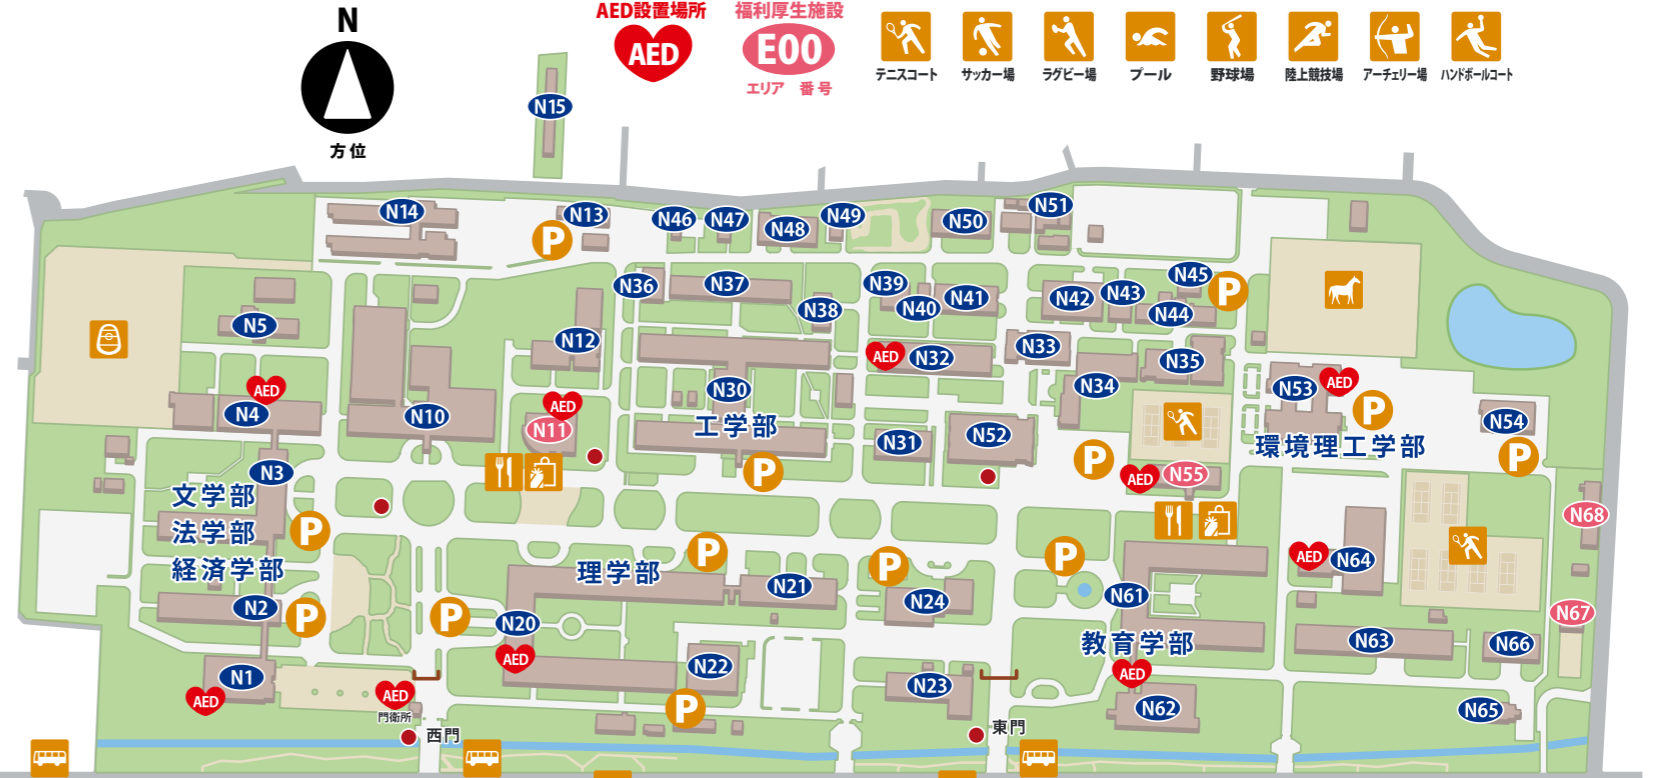 N
方位
AED設置場所
AED
福利厚生施設
E00
エリア 番号
テニスコート
サッカー場
ラグビー場
プール
野球場
陸上競技場
アーチェリー場
ハンドボールコート
N15
N14
N13
P
N46
N47
N48
N49
N50
N51
N5
N12
N36
N37
N38
N39
N40
N41
N42
N43
N44
N45
P
AED
N4
N10
AED
N11
N30
工学部
AED
N32
N33
N34
N35
N31
N52
N53
AED
P
N54
環境理工学部
P
N3
文学部
法学部
経済学部
P
P
P
AED
N55
N68
理学部
P
N21
P
N24
P
N61
AED
N64
N2
P
P
N20
AED
N22
教育学部
N63
N66
N67
N1
AED
AED
門衛所
P
N23
AED
N62
N65
西門
東門